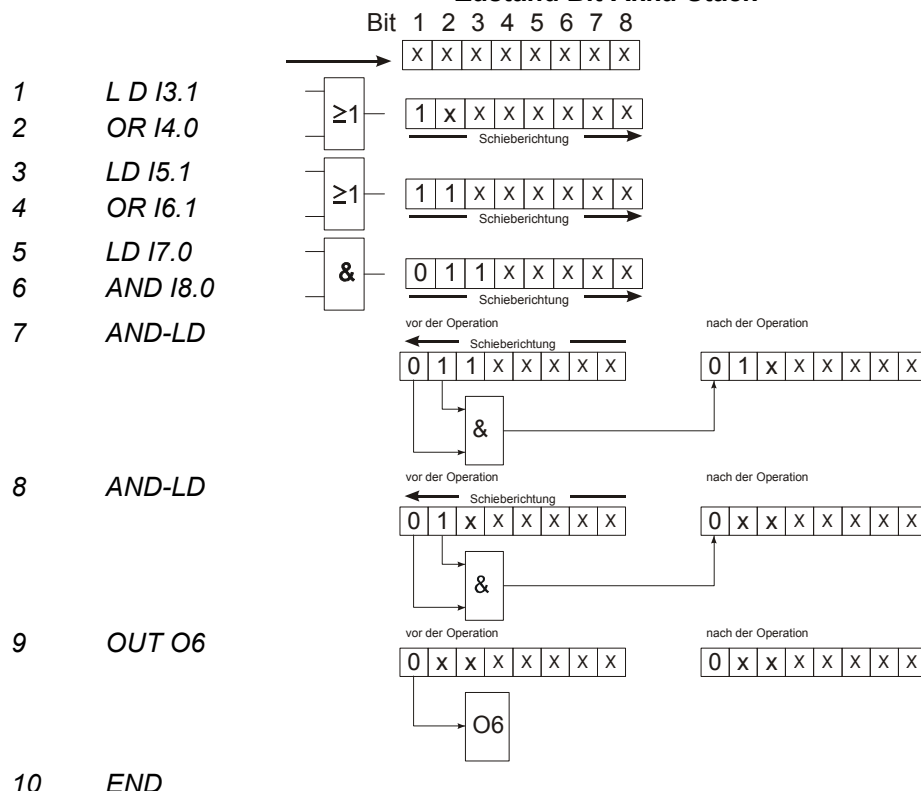 Zustand Bit-Akku-Stack
Bit 1 2 3 4 5 6 7 8
X X X X X X X X
1 L D I3.1
≥1
1 x X X X X X X
2 OR I4.0
Schieberichtung
3 LD I5.1
≥1
1 1 X X X X X X
4 OR I6.1
Schieberichtung
5 LD I7.0
&
0 1 1 X X X X X
6 AND I8.0
Schieberichtung
7 AND-LD
vor der Operation
nach der Operation
Schieberichtung
0 1 1 X X X X X
0 1 x X X X X X
&
8 AND-LD
vor der Operation
nach der Operation
Schieberichtung
0 1 x X X X X X
0 x x X X X X X
&
9 OUT O6
vor der Operation
nach der Operation
0 x x X X X X X
0 x x X X X X X
O6
10 END